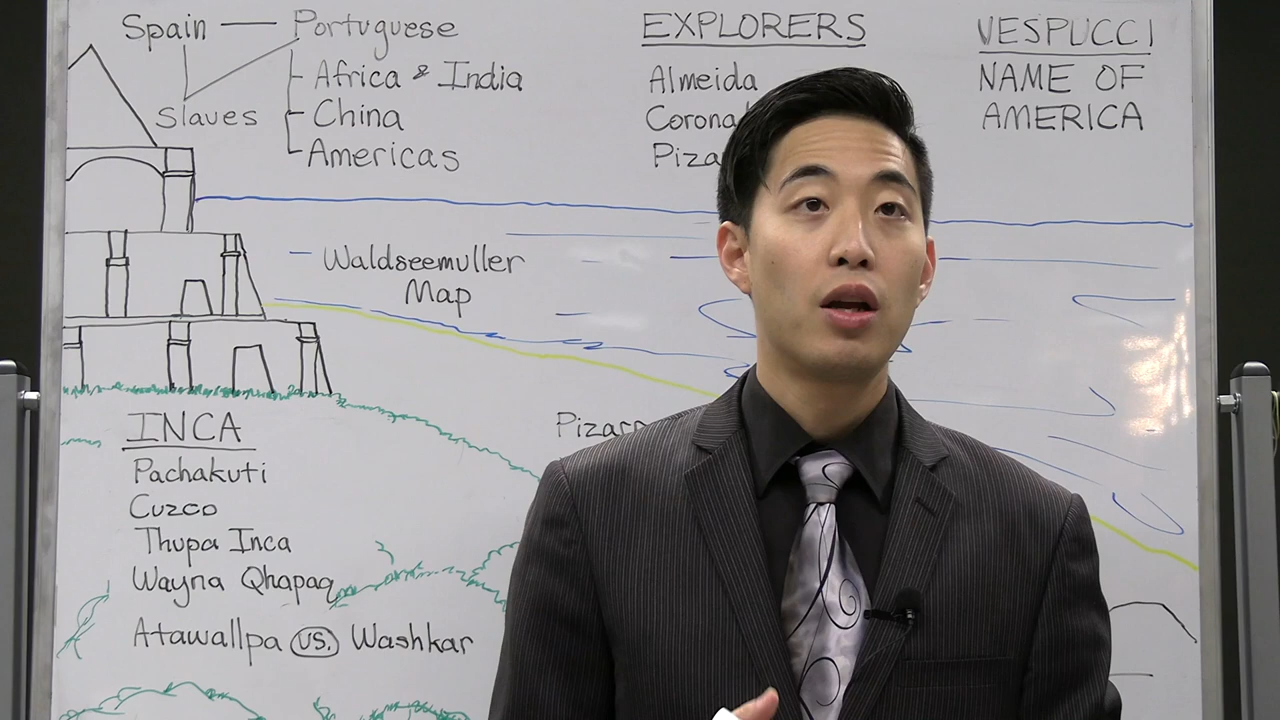 Spain — Portuguese
Slaves
Africa & India
China
Americas
EXPLORERS
Almeida
VESPUCCI
NAME OF
AMERICA
– Waldseemuller
Map
INCA
Pachakuti
Cuzco
Thupa Inca
Wayna Qhapaq
Atawallpa vs. Washkar